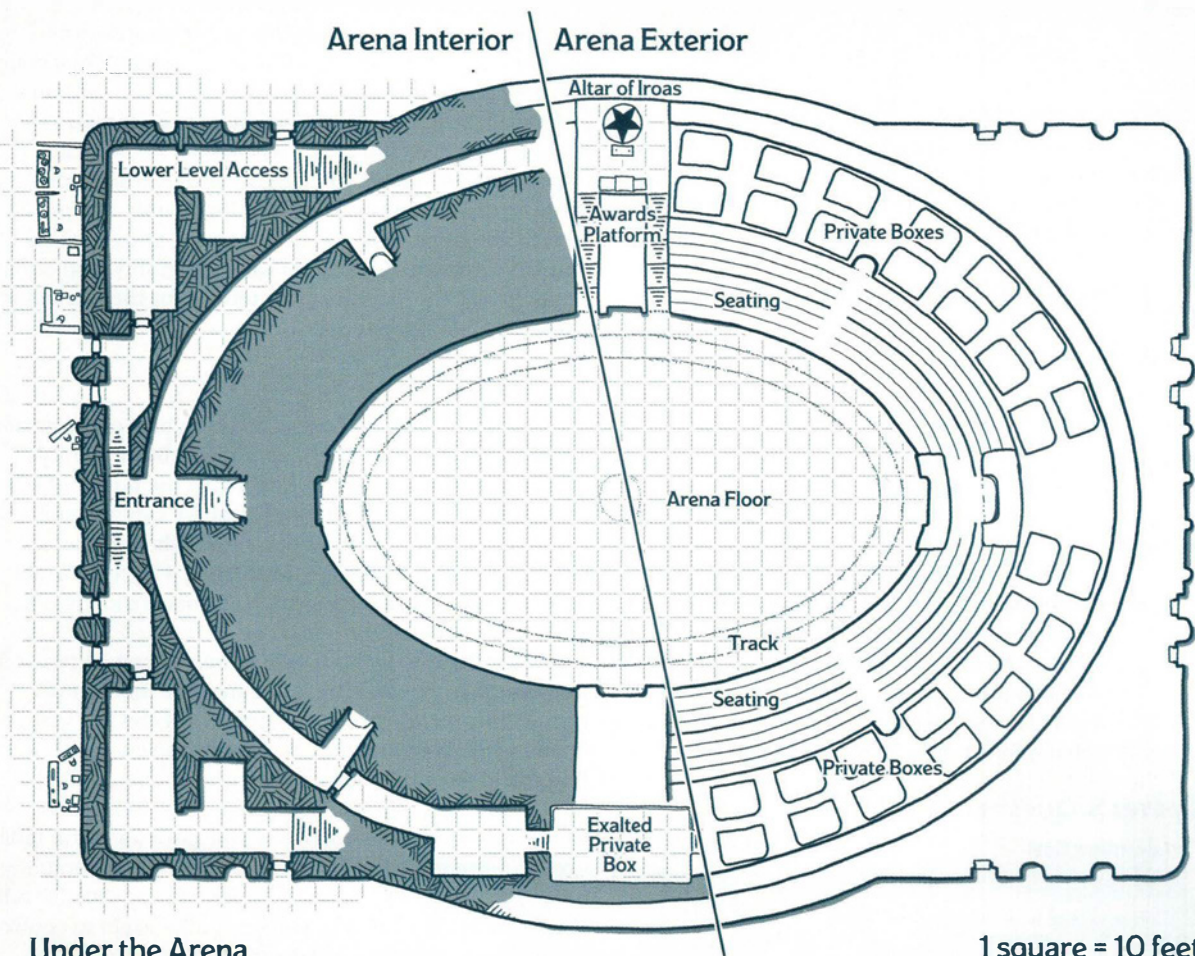 Arena Interior
Arena Exterior
Altar of Iroas
Lower Level Access
Awards
Platform
Private Boxes
Seating
Entrance
Arena Floor
Track
Seating
Private Boxes
Exalted
Private
Box
Under the Arena
1 square = 10 feet